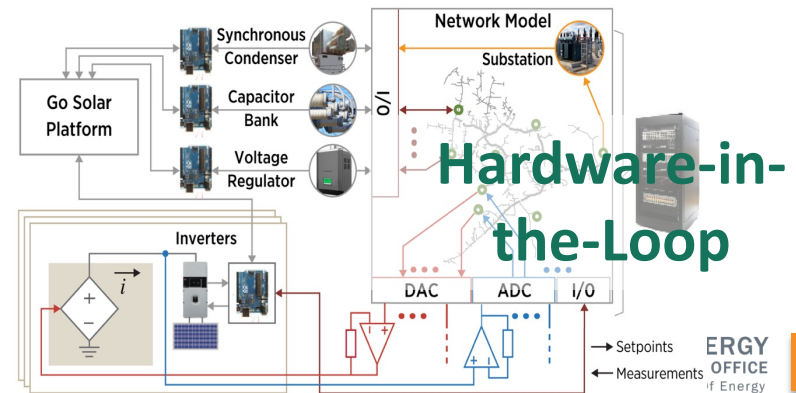 Network Model
Synchronous
Condenser
Substation
Go Solar
Platform
Capacitor
Bank
I/O
Voltage
Regulator
Hardware-in-
the-Loop
Inverters
i
+
−
DAC
ADC
I/O
− +
+ −
Setpoints
Measurements
ERGY
OFFICE
of Energy